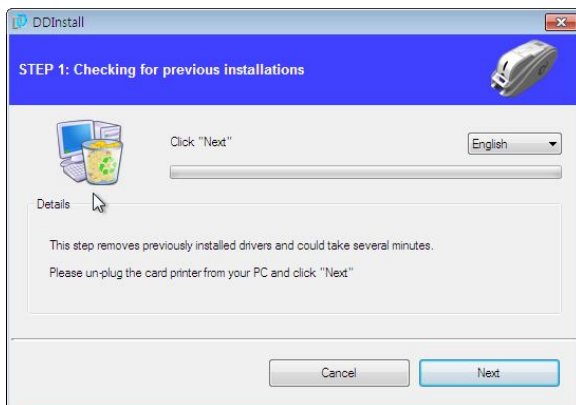 DDInstall
STEP 1: Checking for previous installations
Click "Next"
English
Details
This step removes previously installed drivers and could take several minutes.
Please un-plug the card printer from your PC and click "Next"
Cancel
Next